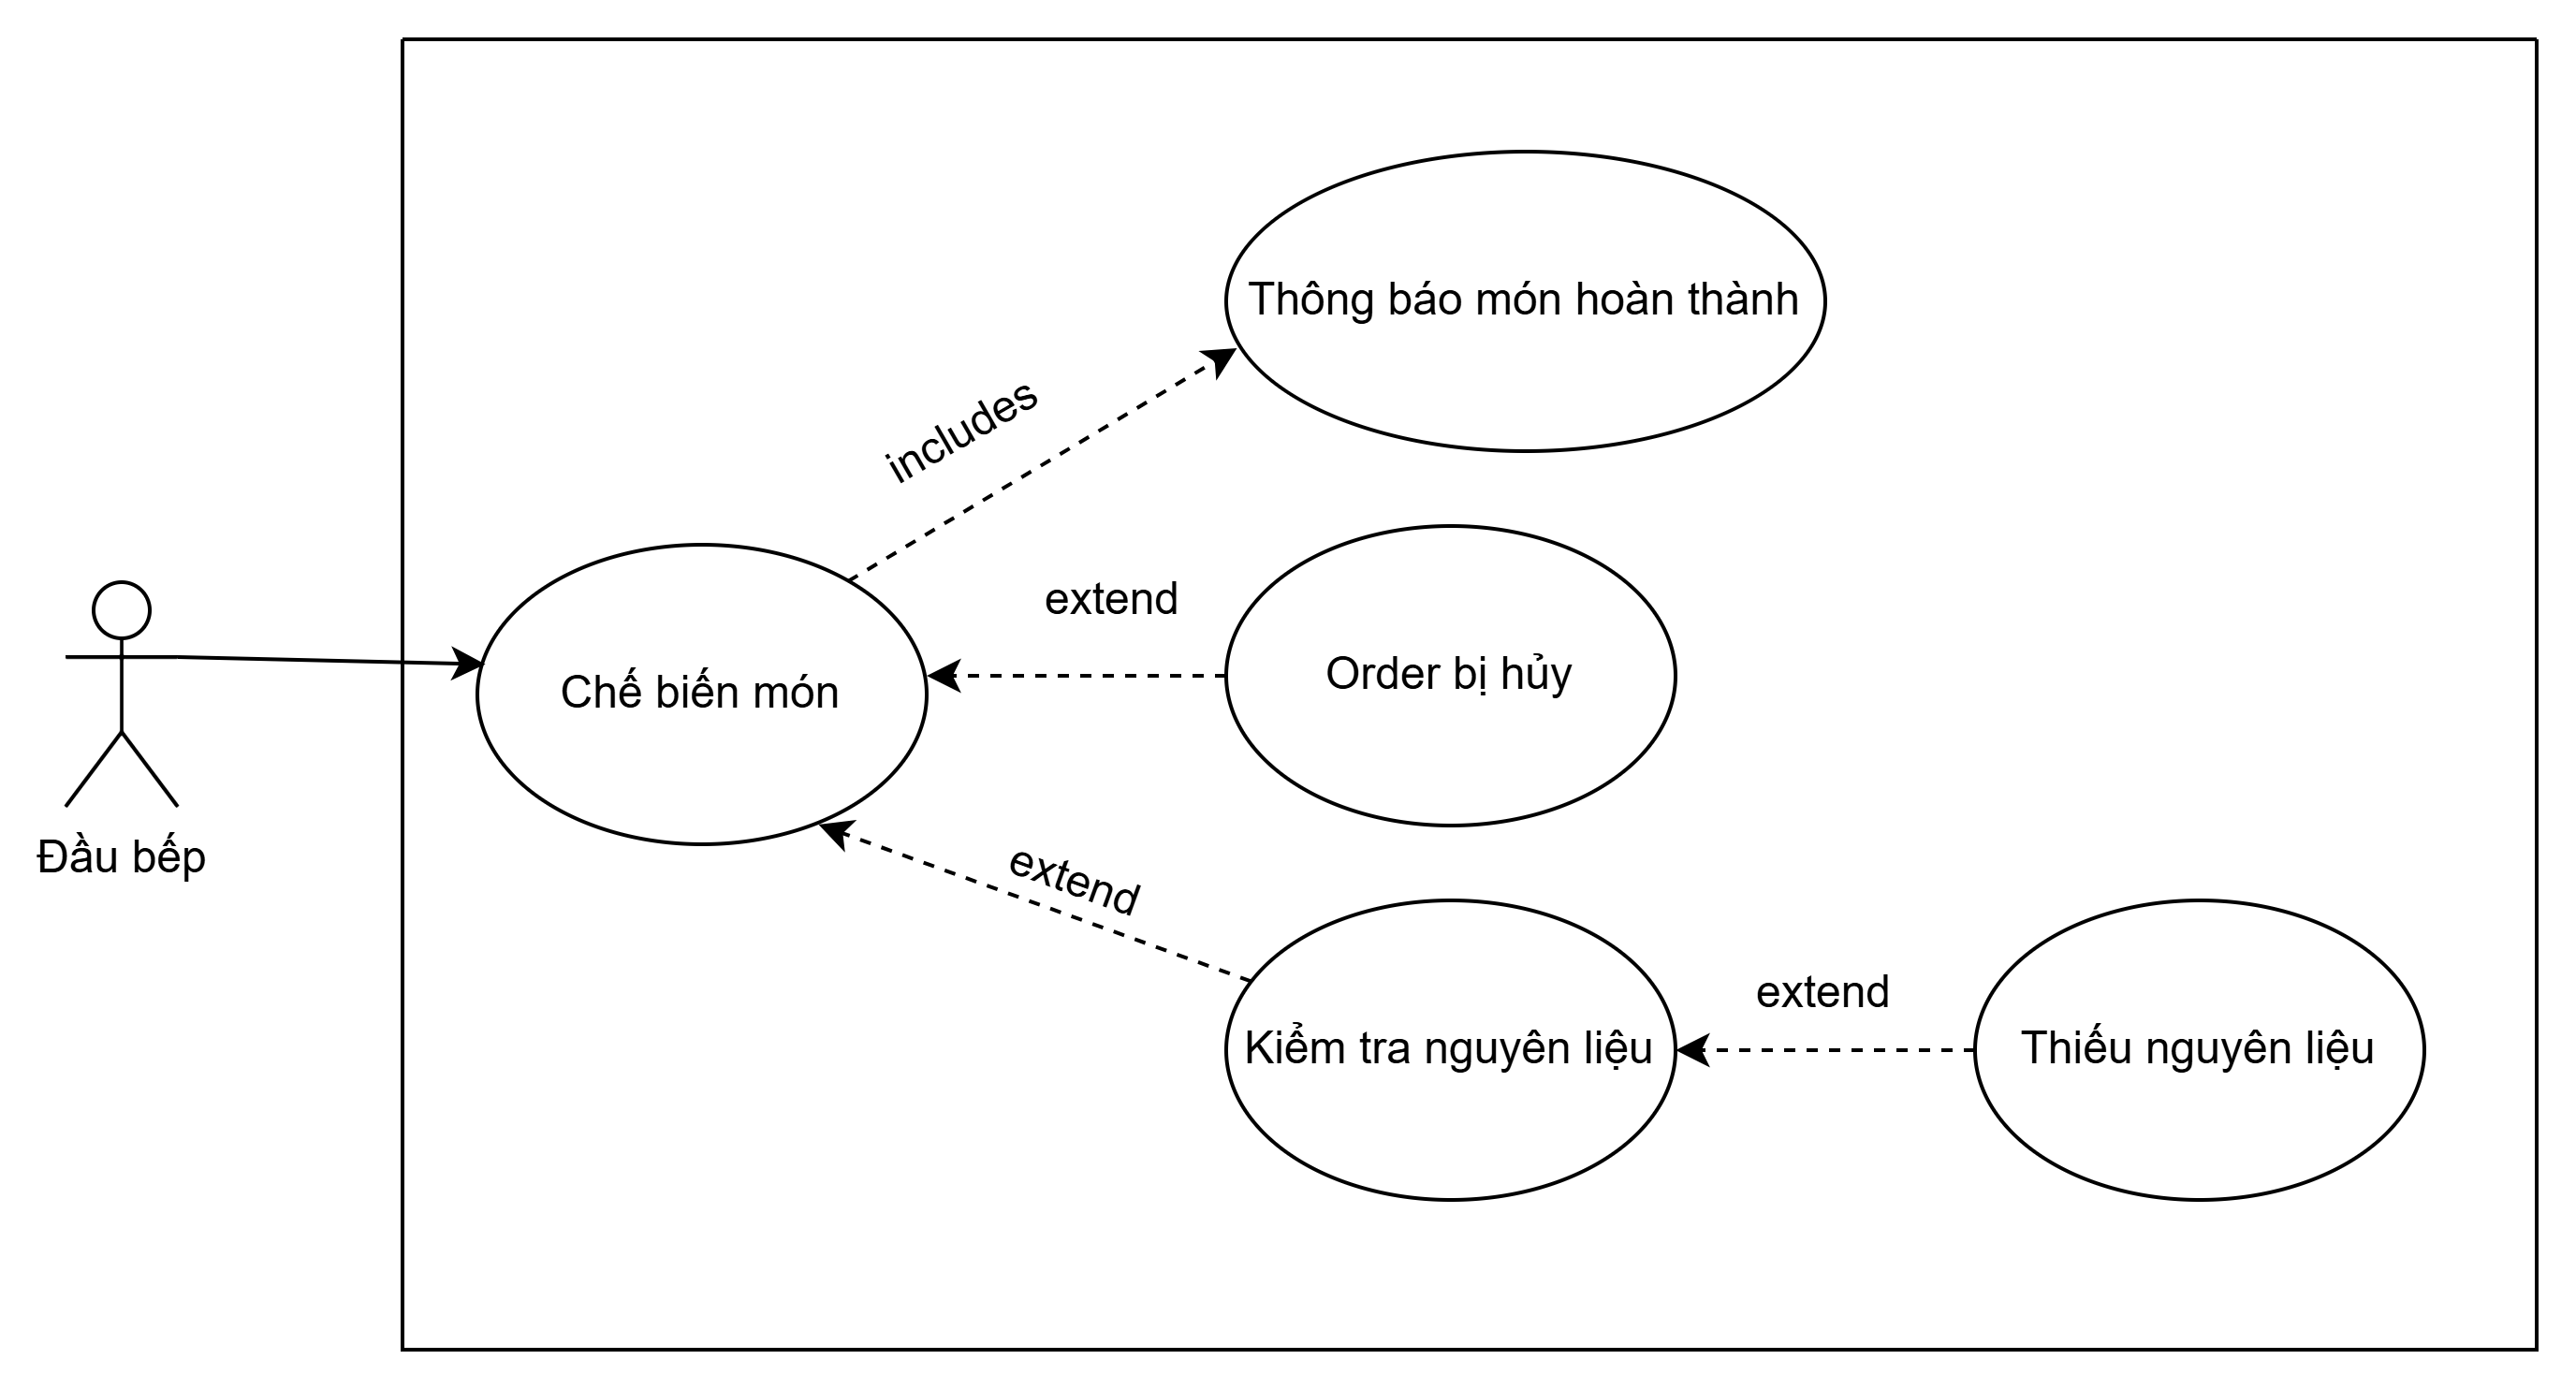 Thông báo món hoàn thành
includes
extend
Order bị hủy
Chế biến món
Đầu bếp
extend
extend
Kiểm tra nguyên liệu
Thiếu nguyên liệu